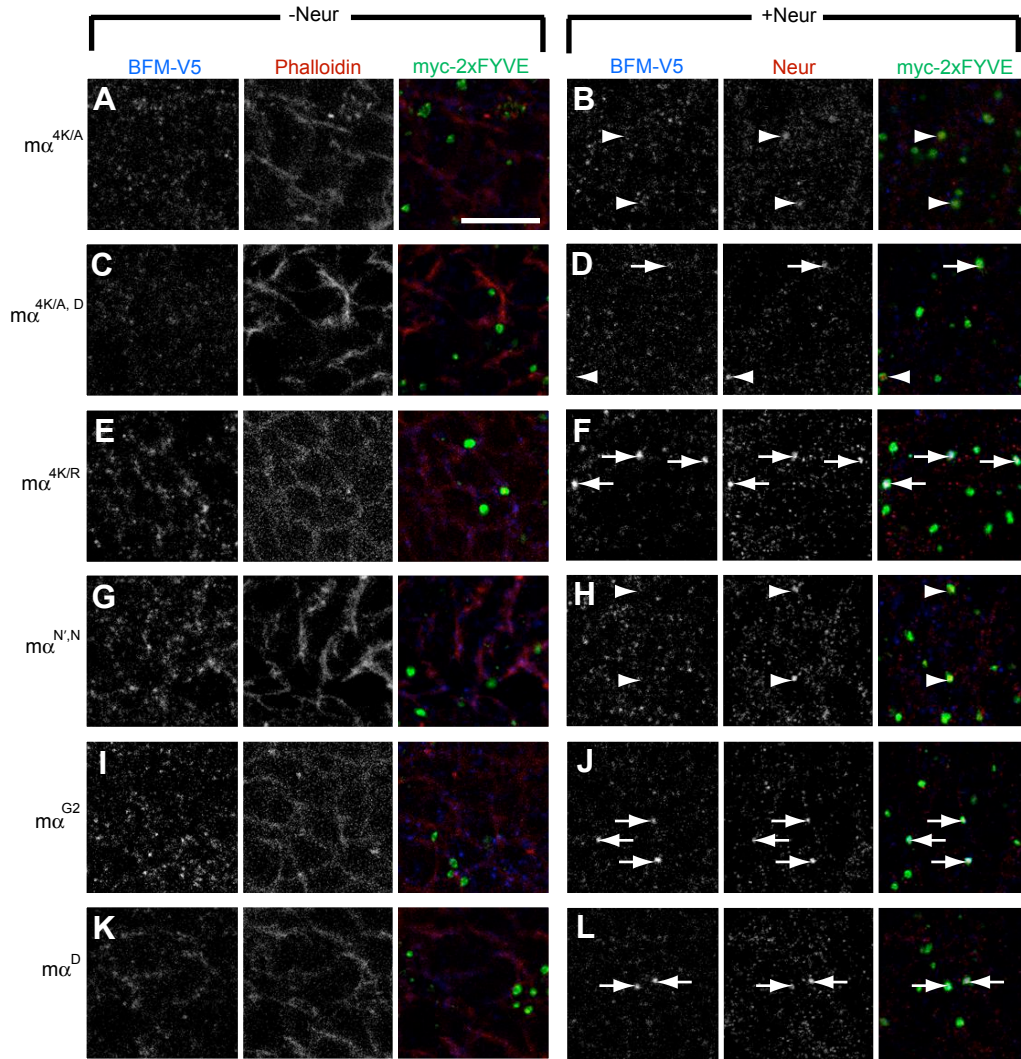 -Neur +Neur
BFM-V5 Phalloidin myc-2xFYVE BFM-V5 Neur myc-2xFYVE
mα4K/A A B
mα4K/A, D C D
mα4K/R E F
mαN',N G H
mαG2 I J
mαD K L